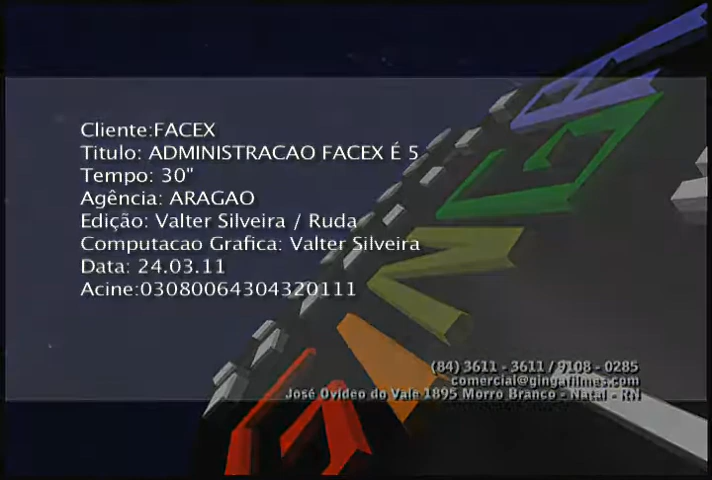 Cliente:FACEX
Titulo: ADMINISTRACAO FACEX É 5
Tempo: 30"
Agência: ARAGAO
Edição: Valter Silveira / Ruda
Computacao Grafica: Valter Silveira
Data: 24.03.11
Acine:03080064304320111
(84) 3611 - 3611 / 9108 - 0285
comercial@gingafilmes.com
José Ovídeo do Vale 1895 Morro Branco - Natal - RN
GINGA